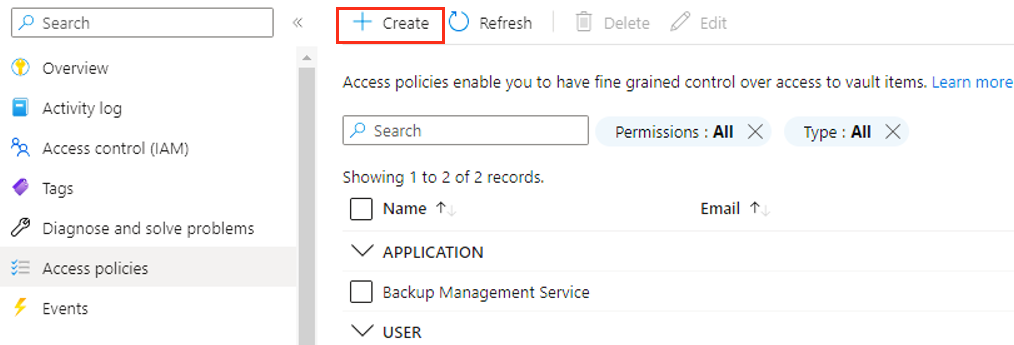 Search
Create Refresh Delete Edit
Overview
Activity log
Access control (IAM)
Tags
Diagnose and solve problems
Access policies
Events
Access policies enable you to have fine grained control over access to vault items. Learn more
Search
Permissions : All Type : All
Showing 1 to 2 of 2 records.
Name Email
APPLICATION
Backup Management Service
USER